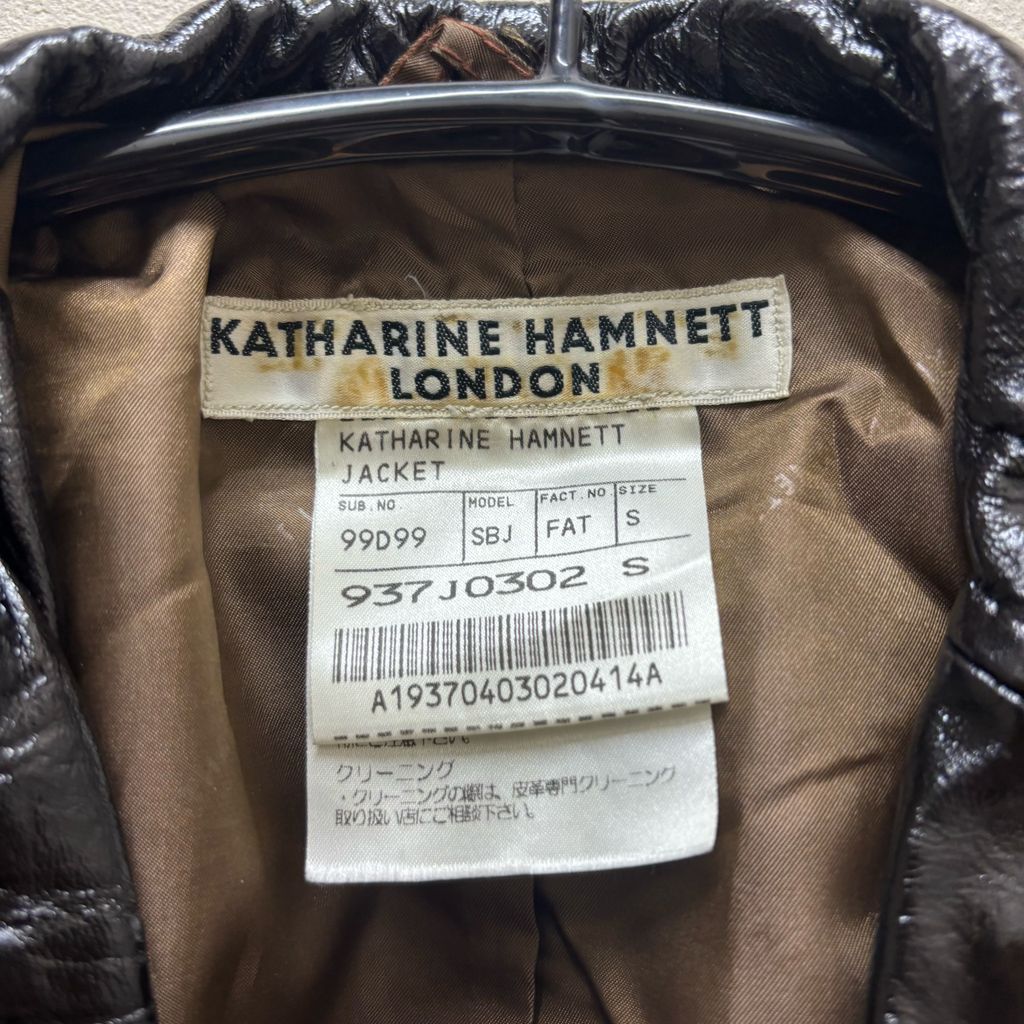 KATHARINE HAMNETT
LONDON
KATHARINE HAMNETT
JACKET
SUB.NO MODEL FACT.NO. SIZE
99D99 SBJ FAT S
937J0302 S
A19370403020414A
クリーニング
・クリーニングの際は、皮革専門クリーニング
取り扱い店にご相談下さい。